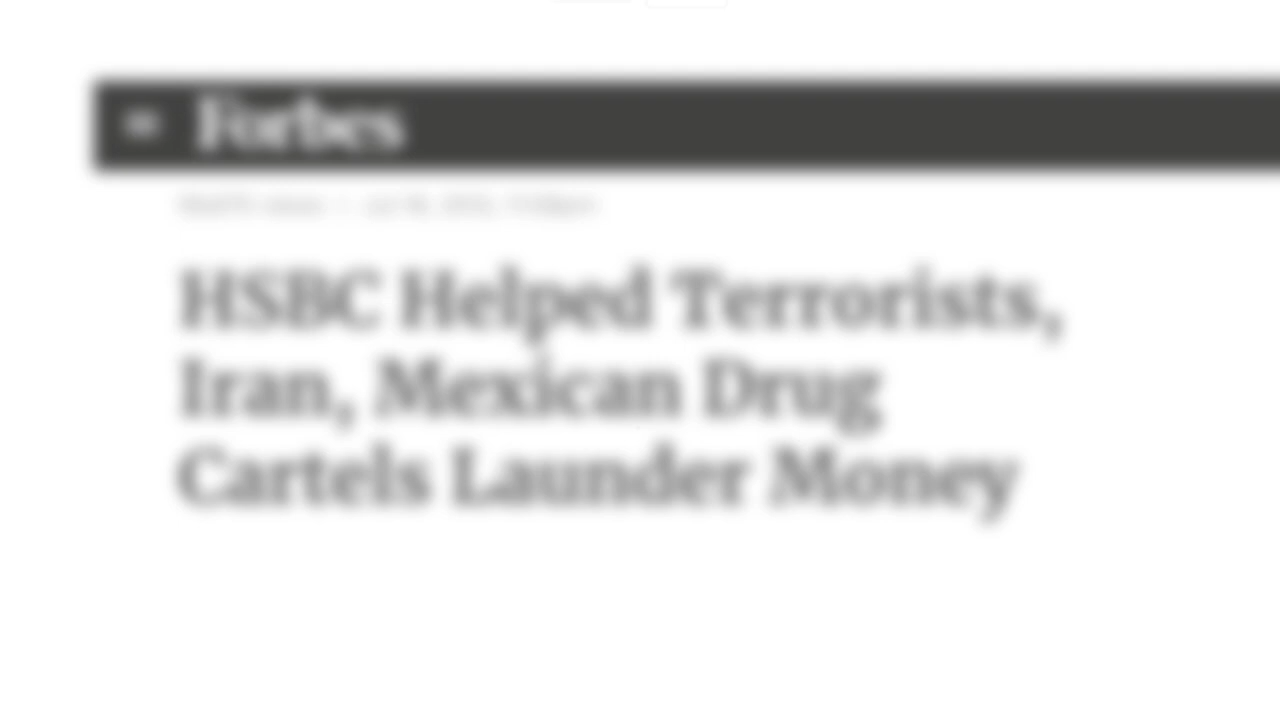 Forbes
HSBC Helped Terrorists,
Iran, Mexican Drug
Cartels Launder Money